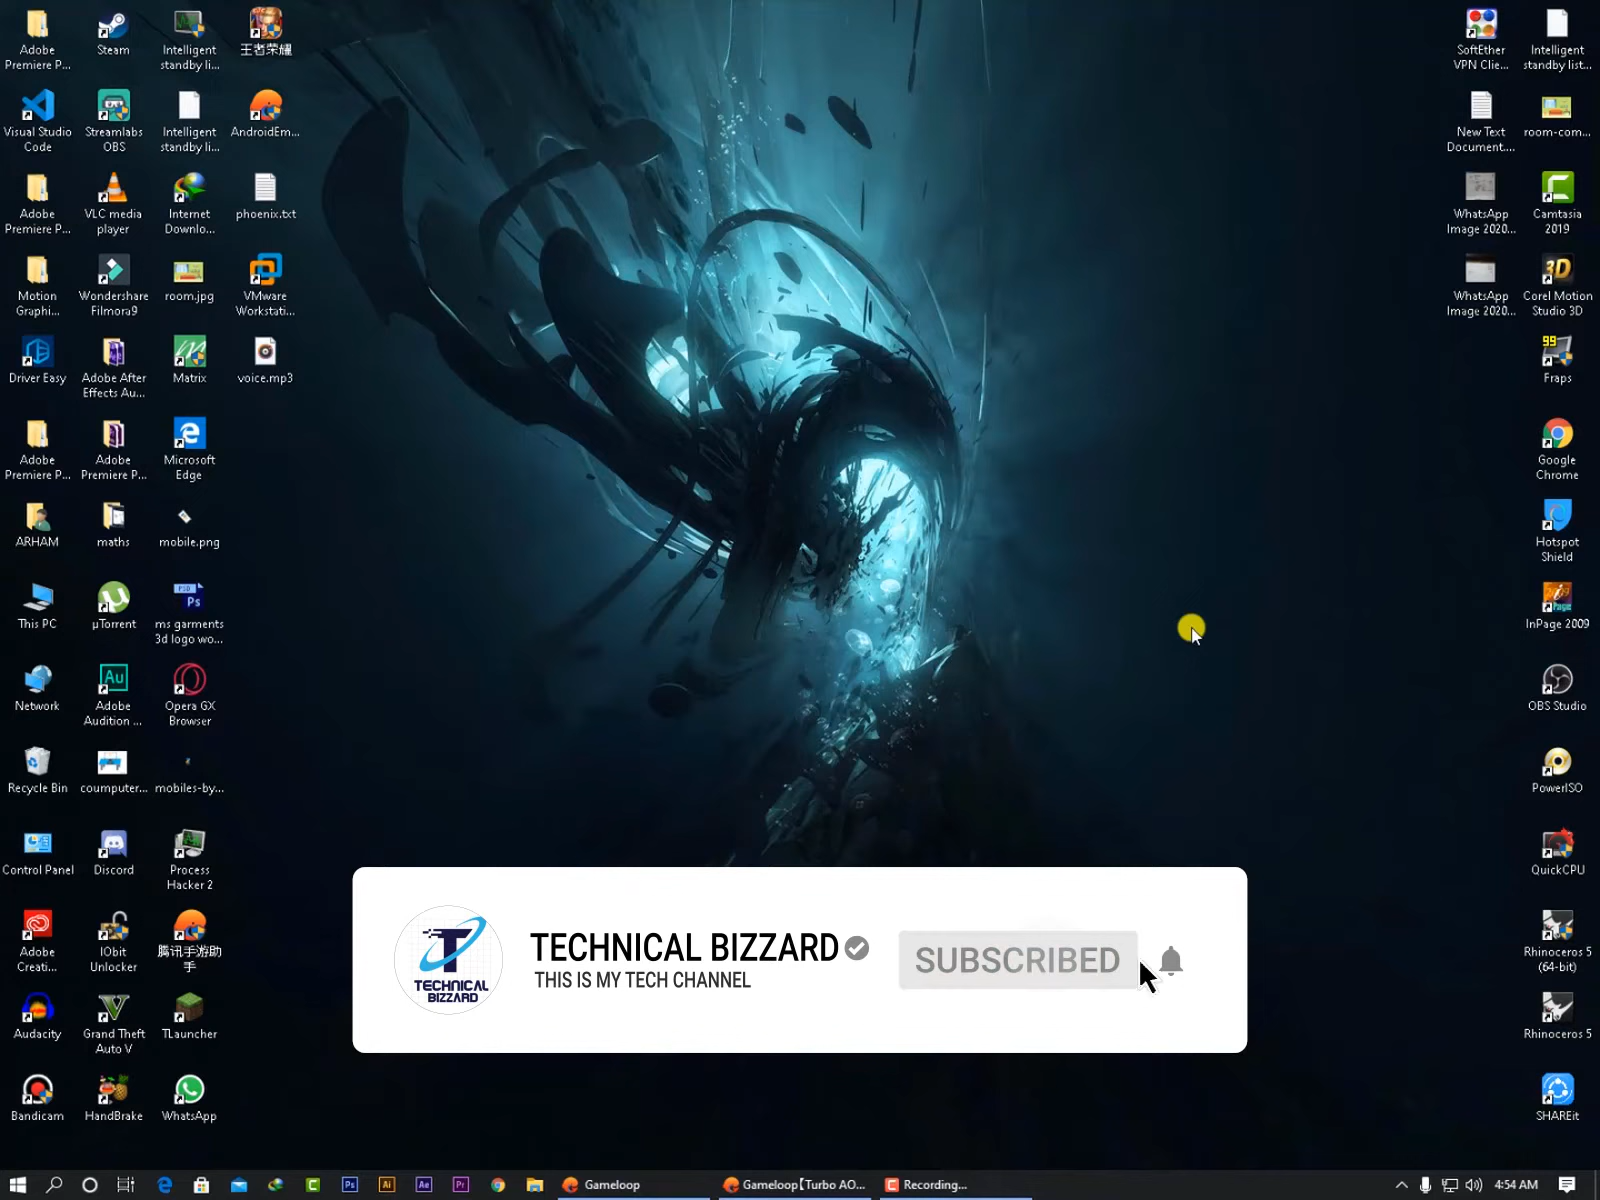 Adobe
Premiere P...
Steam
Intelligent
standby li...
王者荣耀
Visual Studio
Code
Streamlabs
OBS
Intelligent
standby li...
AndroidEm...
Adobe
Premiere P...
VLC media
player
Internet
Downlo...
phoenix.txt
Motion
Graphi...
Wondershare
Filmora9
room.jpg
VMware
Workstati...
Driver Easy
Adobe After
Effects Au...
Matrix
voice.mp3
Adobe
Premiere P...
Adobe
Premiere P...
Microsoft
Edge
ARHAM
maths
mobile.png
This PC
µTorrent
ms garments
3d logo wo...
Network
Adobe
Audition ...
Opera GX
Browser
Recycle Bin
coumputer...
mobiles-by...
Control Panel
Discord
Process
Hacker 2
Adobe
Creati...
IObit
Unlocker
腾讯手游助
手
Audacity
Grand Theft
Auto V
TLauncher
Bandicam
HandBrake
WhatsApp
SoftEther
VPN Clie...
Intelligent
standby list...
New Text
Document....
room-com...
WhatsApp
Image 2020...
Camtasia
2019
WhatsApp
Image 2020...
Corel Motion
Studio 3D
Fraps
Google
Chrome
Hotspot
Shield
InPage 2009
OBS Studio
PowerISO
QuickCPU
Rhinoceros 5
(64-bit)
Rhinoceros 5
SHAREit
TECHNICAL
BIZZARD
TECHNICAL BIZZARD
THIS IS MY TECH CHANNEL
SUBSCRIBED
Gameloop
Gameloop【Turbo AO...
Recording...
4:54 AM